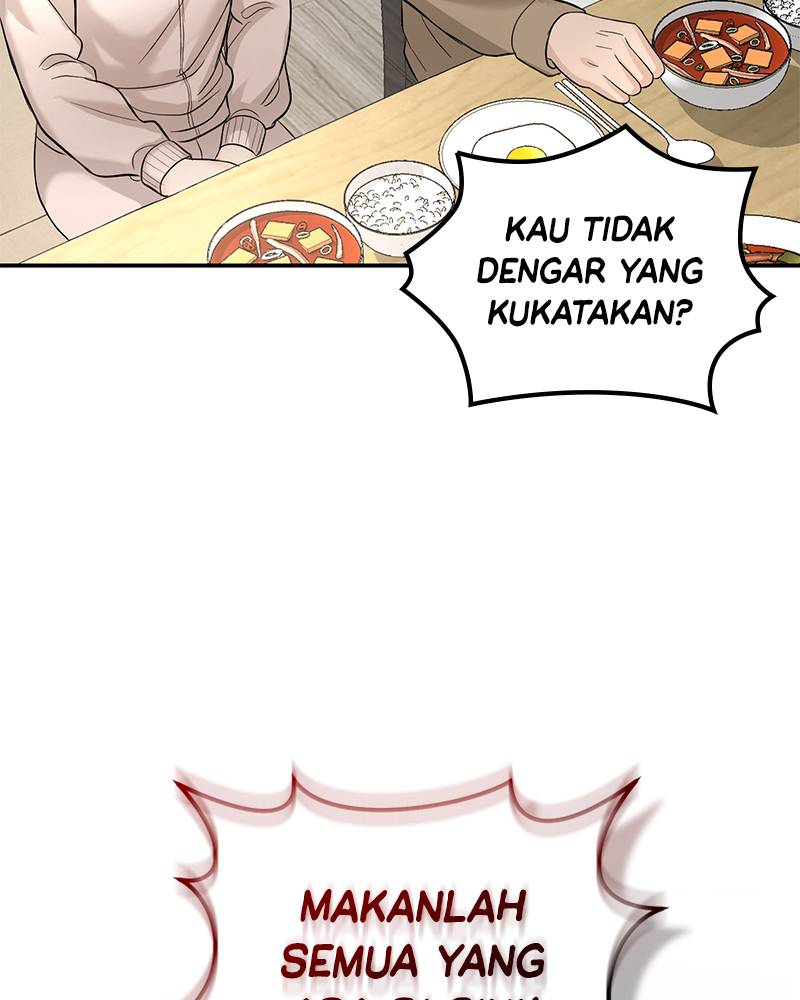 KAU TIDAK
DENGAR YANG
KUKATAKAN?
MAKANLAH
SEMUA YANG